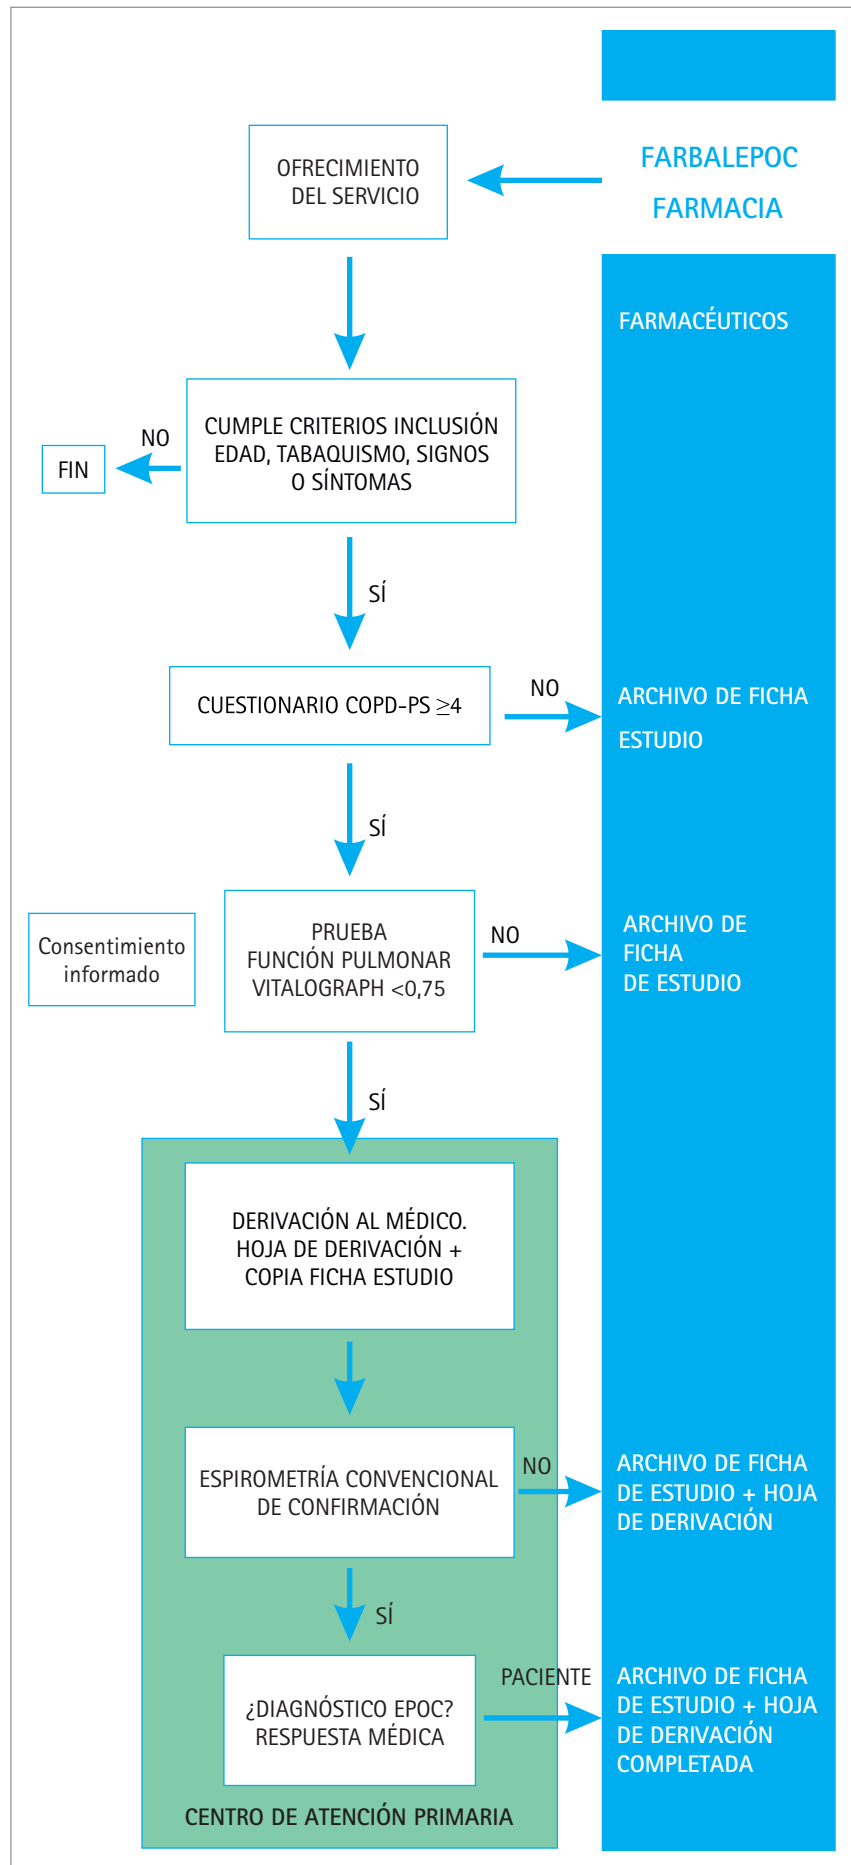 FARBALEPOC
FARMACIA
OFRECIMIENTO
DEL SERVICIO
FARMACÉUTICOS
CUMPLE CRITERIOS INCLUSIÓN
EDAD, TABAQUISMO, SIGNOS
O SÍNTOMAS
NO
FIN
SÍ
CUESTIONARIO COPD-PS ≥4
NO
ARCHIVO DE FICHA
ESTUDIO
SÍ
Consentimiento
informado
PRUEBA
FUNCIÓN PULMONAR
VITALOGRAPH <0,75
NO
ARCHIVO DE
FICHA
DE ESTUDIO
SÍ
DERIVACIÓN AL MÉDICO.
HOJA DE DERIVACIÓN +
COPIA FICHA ESTUDIO
ESPIROMETRÍA CONVENCIONAL
DE CONFIRMACIÓN
NO
ARCHIVO DE FICHA
DE ESTUDIO + HOJA
DE DERIVACIÓN
SÍ
¿DIAGNÓSTICO EPOC?
RESPUESTA MÉDICA
PACIENTE
ARCHIVO DE FICHA
DE ESTUDIO + HOJA
DE DERIVACIÓN
COMPLETADA
CENTRO DE ATENCIÓN PRIMARIA